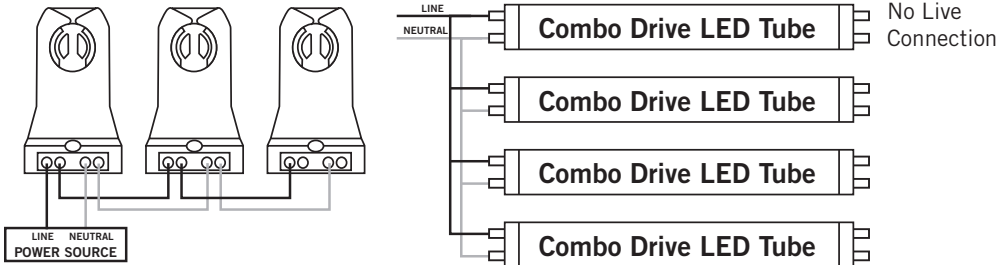 LINE NEUTRAL
POWER SOURCE
LINE
NEUTRAL
Combo Drive LED Tube
No Live
Connection
Combo Drive LED Tube
Combo Drive LED Tube
Combo Drive LED Tube